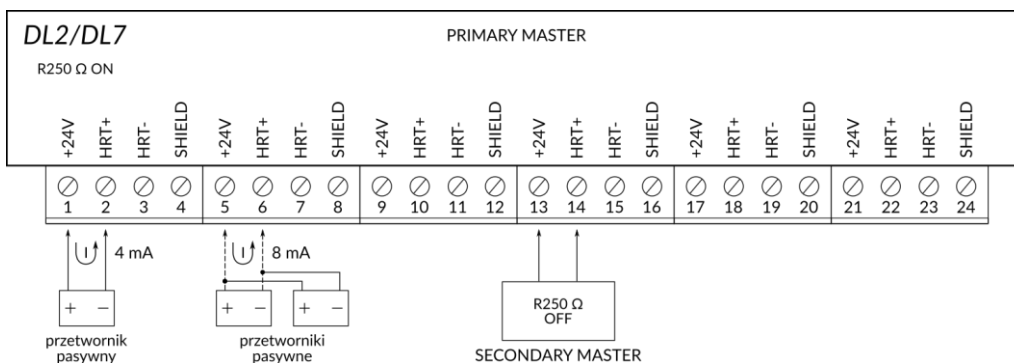 DL2/DL7
PRIMARY MASTER
R250 Ω ON
+24V HRT+ HRT- SHIELD +24V HRT+ HRT- SHIELD +24V HRT+ HRT- SHIELD +24V HRT+ HRT- SHIELD +24V HRT+ HRT- SHIELD +24V HRT+ HRT- SHIELD
1 2 3 4 5 6 7 8 9 10 11 12 13 14 15 16 17 18 19 20 21 22 23 24
I 4 mA I 8 mA
+ − + − + −
R250 Ω
OFF
przetwornik
pasywny
przetworniki
pasywne
SECONDARY MASTER